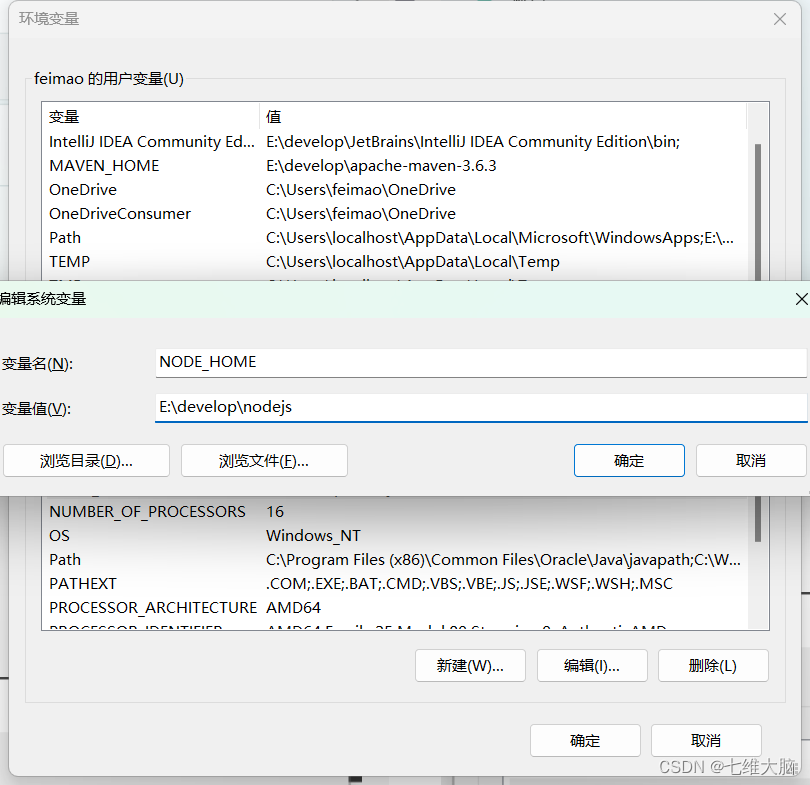 环境变量
feimao 的用户变量(U)
变量 值
IntelliJ IDEA Community Ed... E:\develop\JetBrains\IntelliJ IDEA Community Edition\bin;
MAVEN_HOME E:\develop\apache-maven-3.6.3
OneDrive C:\Users\feimao\OneDrive
OneDriveConsumer C:\Users\feimao\OneDrive
Path C:\Users\localhost\AppData\Local\Microsoft\WindowsApps;E:\...
TEMP C:\Users\localhost\AppData\Local\Temp
编辑系统变量
变量名(N): NODE_HOME
变量值(V): E:\develop\nodejs
浏览目录(D)... 浏览文件(F)... 确定 取消
NUMBER_OF_PROCESSORS 16
OS Windows_NT
Path C:\Program Files (x86)\Common Files\Oracle\Java\javapath;C:\W...
PATHEXT .COM;.EXE;.BAT;.CMD;.VBS;.VBE;.JS;.JSE;.WSF;.WSH;.MSC
PROCESSOR_ARCHITECTURE AMD64
新建(W)... 编辑(I)... 删除(L)
确定 取消
CSDN @七维大脑